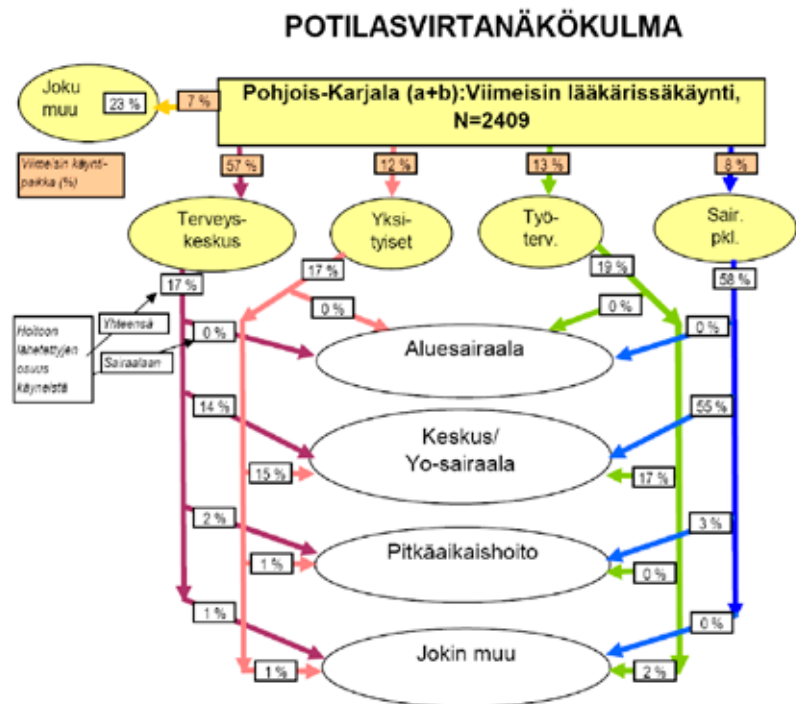 POTILASVIRTANÄKÖKULMA
Joku
muu
23 %
7 %
Pohjois-Karjala (a+b):Viimeisin lääkärissäkäynti,
N=2409
Viimeisin käynti-
paikka (%)
57 %
12 %
13 %
8 %
Terveys-
keskus
Yksi-
tyiset
Työ-
terv.
Sair.
pkl.
17 %
17 %
19 %
58 %
Hoitoon
lähetettyjen
osuus
käyneistä
Yhteensä
Sairaalaan
0 %
0 %
0 %
0 %
Aluesairaala
14 %
55 %
Keskus/
Yo-sairaala
15 %
17 %
2 %
3 %
Pitkäaikaishoito
1 %
0 %
1 %
0 %
Jokin muu
1 %
2 %